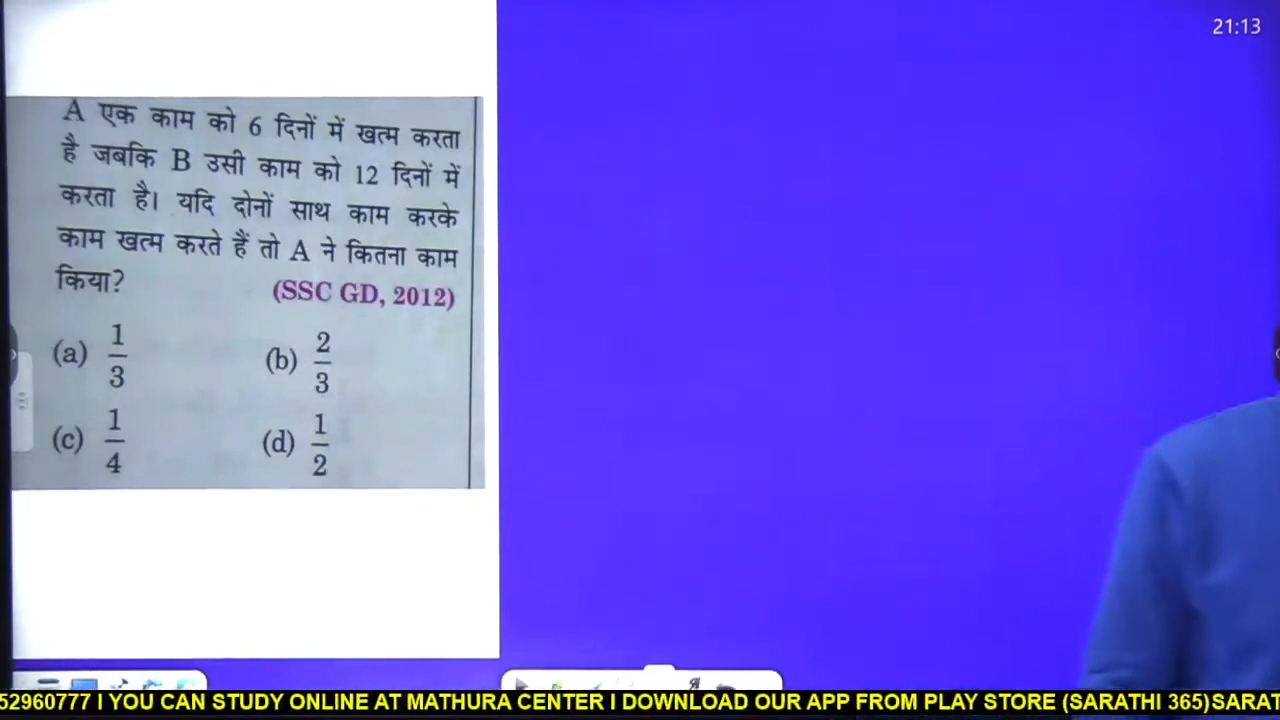 21:13
A एक काम को 6 दिनों में खत्म करता
है जबकि B उसी काम को 12 दिनों में
करता है। यदि दोनों साथ काम करके
काम खत्म करते हैं तो A ने कितना काम
किया? (SSC GD, 2012)
(a) 1/3 (b) 2/3
(c) 1/4 (d) 1/2
52960777 I YOU CAN STUDY ONLINE AT MATHURA CENTER I DOWNLOAD OUR APP FROM PLAY STORE (SARATHI 365) SARAT